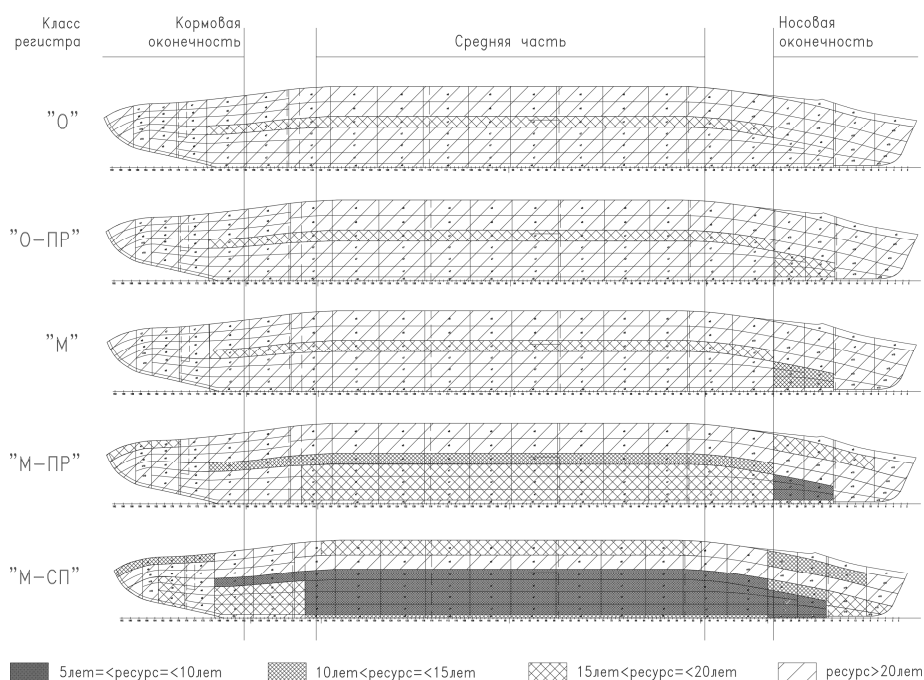 Класс
регистра
Кормовая
оконечность
Средняя часть
Носовая
оконечность
"О"
"О-ПР"
"М"
"М-ПР"
"М-СП"
5лет=<ресурс=<10лет
10лет<ресурс=<15лет
15лет<ресурс=<20лет
ресурс>20лет